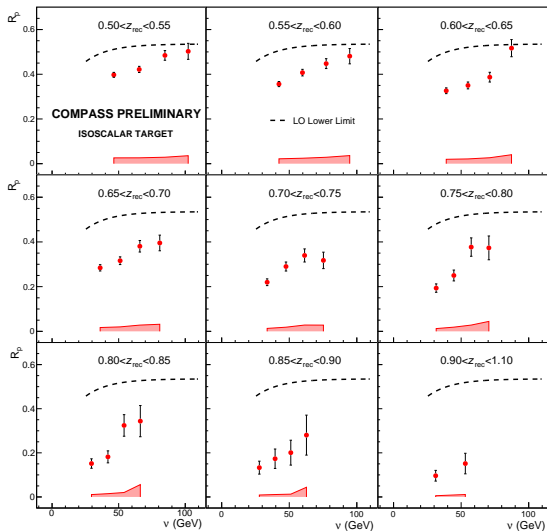 R_p
0.50<z_rec<0.55
0.55<z_rec<0.60
0.60<z_rec<0.65
0.6
0.4
0.2
0
COMPASS PRELIMINARY
ISOSCALAR TARGET
LO Lower Limit
R_p
0.65<z_rec<0.70
0.70<z_rec<0.75
0.75<z_rec<0.80
0.6
0.4
0.2
0
R_p
0.80<z_rec<0.85
0.85<z_rec<0.90
0.90<z_rec<1.10
0.6
0.4
0.2
0
0 50 100 0 50 100 0 50 100
ν (GeV) ν (GeV) ν (GeV)